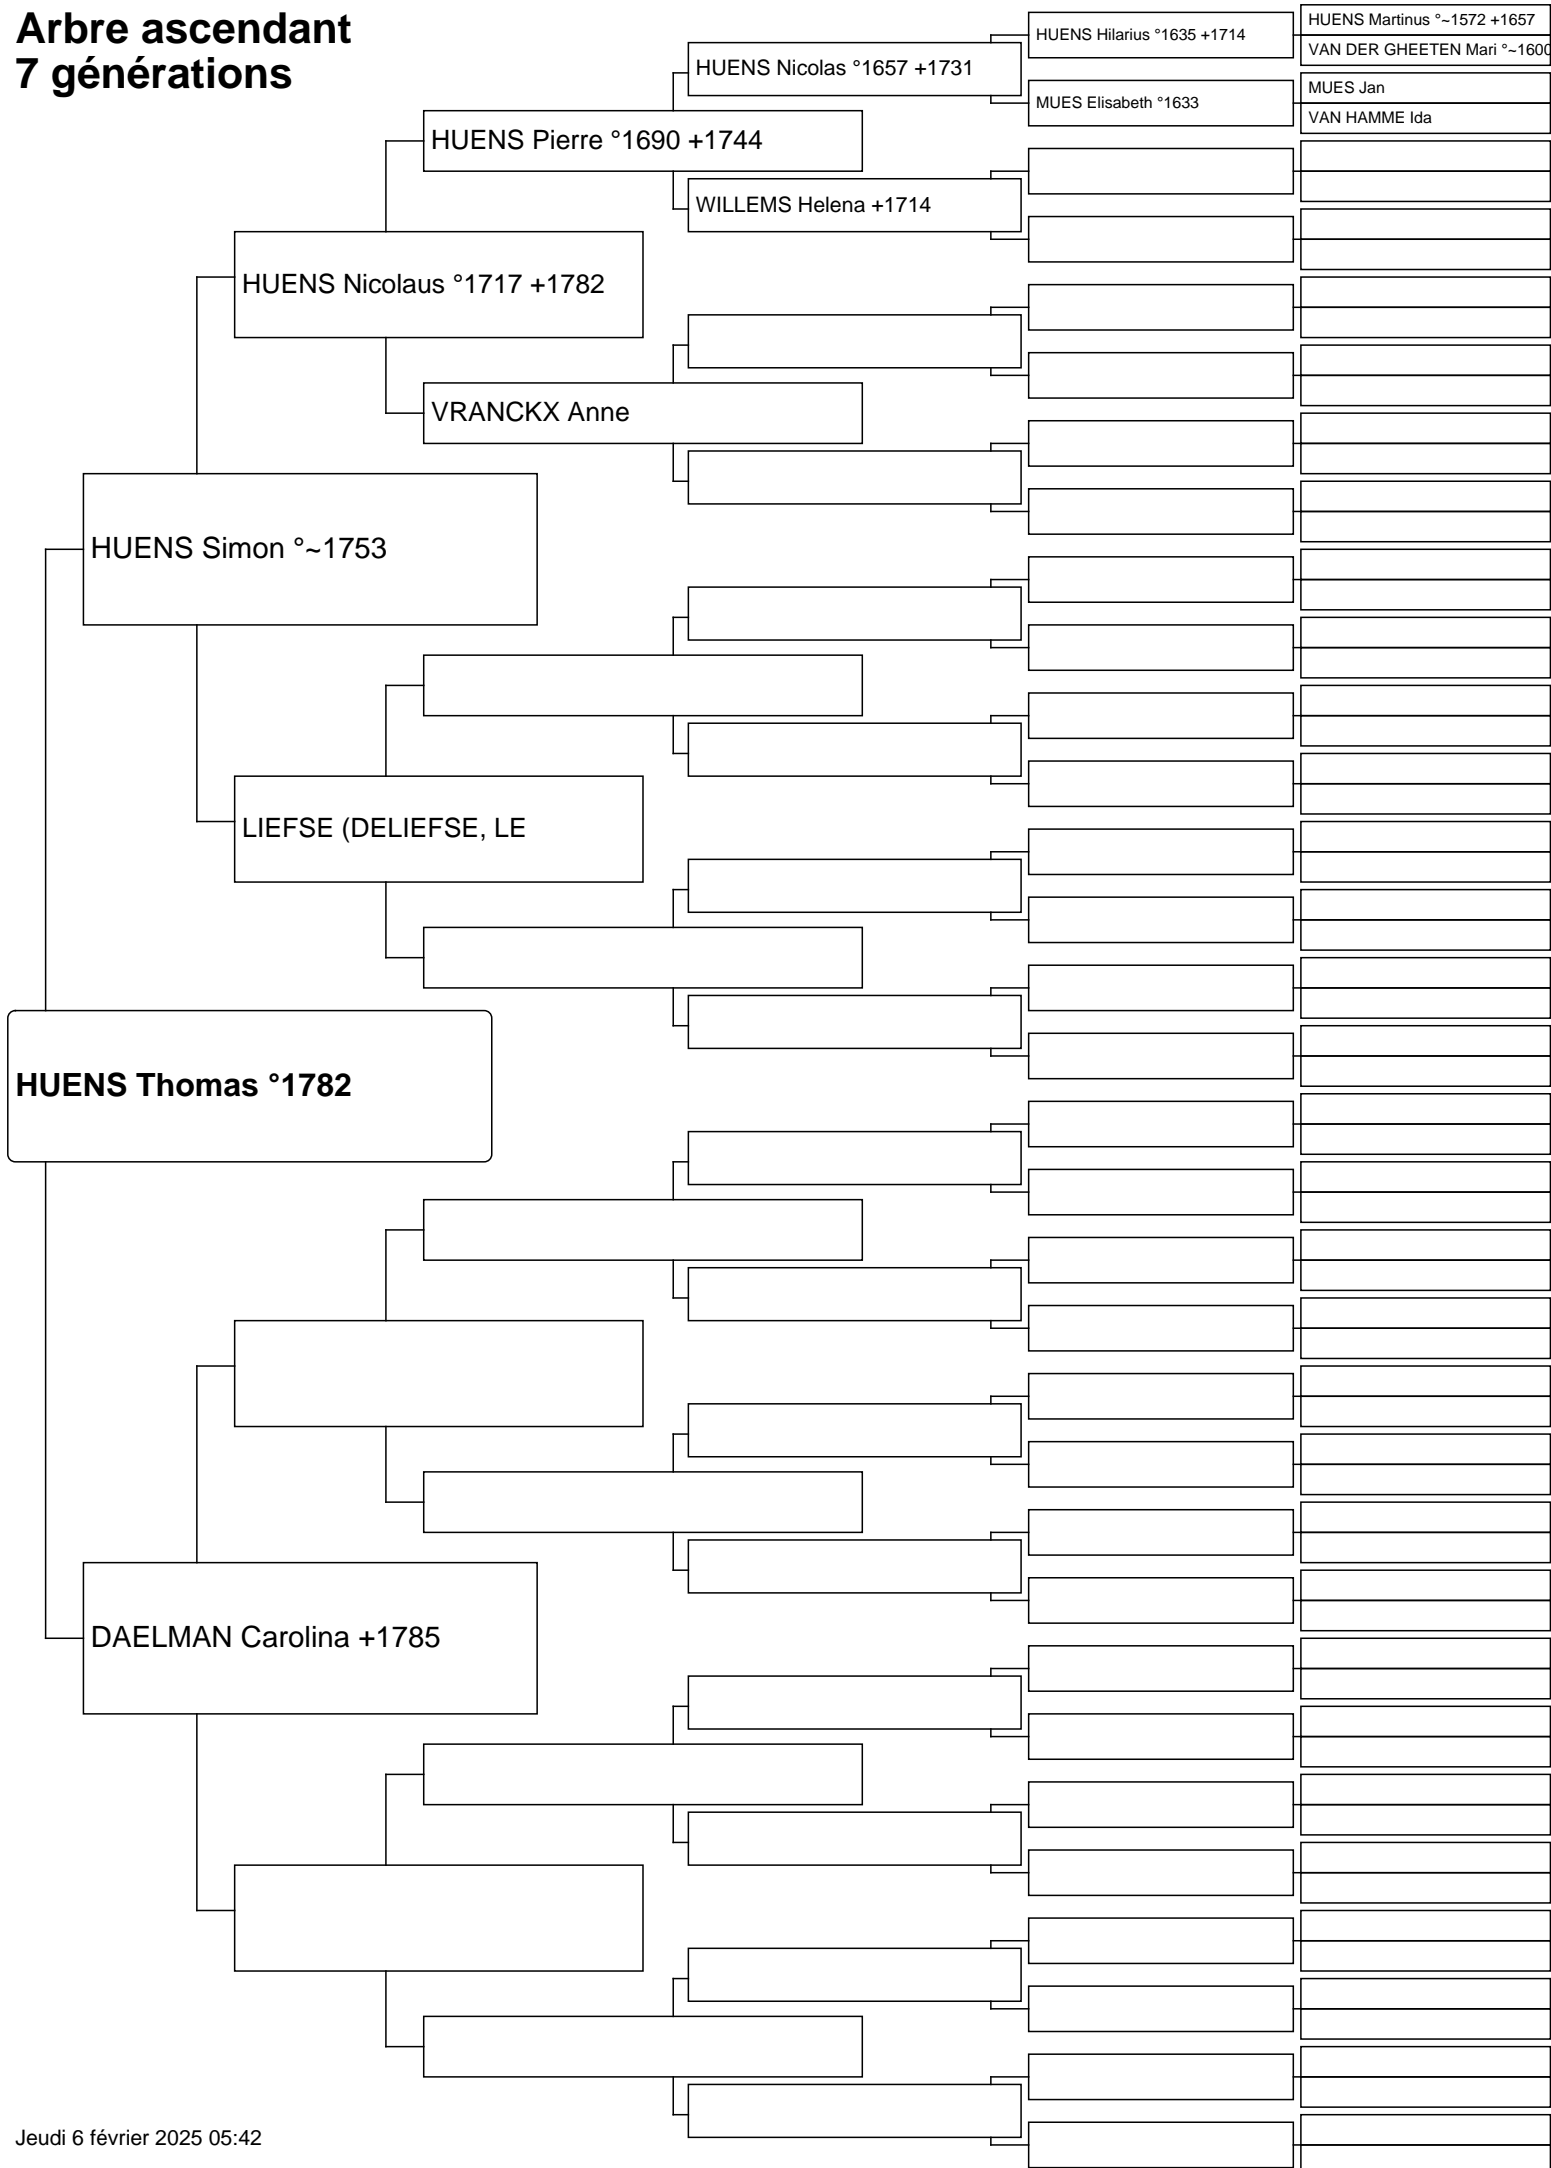 Arbre ascendant
7 générations
HUENS Martinus °~1572 +1657
HUENS Hilarius °1635 +1714
VAN DER GHEETEN Mari °~1600
HUENS Nicolas °1657 +1731
MUES Jan
MUES Elisabeth °1633
VAN HAMME Ida
HUENS Pierre °1690 +1744
WILLEMS Helena +1714
HUENS Nicolaus °1717 +1782
VRANCKX Anne
HUENS Simon °~1753
LIEFSE (DELIEFSE, LE
HUENS Thomas °1782
DAELMAN Carolina +1785
Jeudi 6 février 2025 05:42